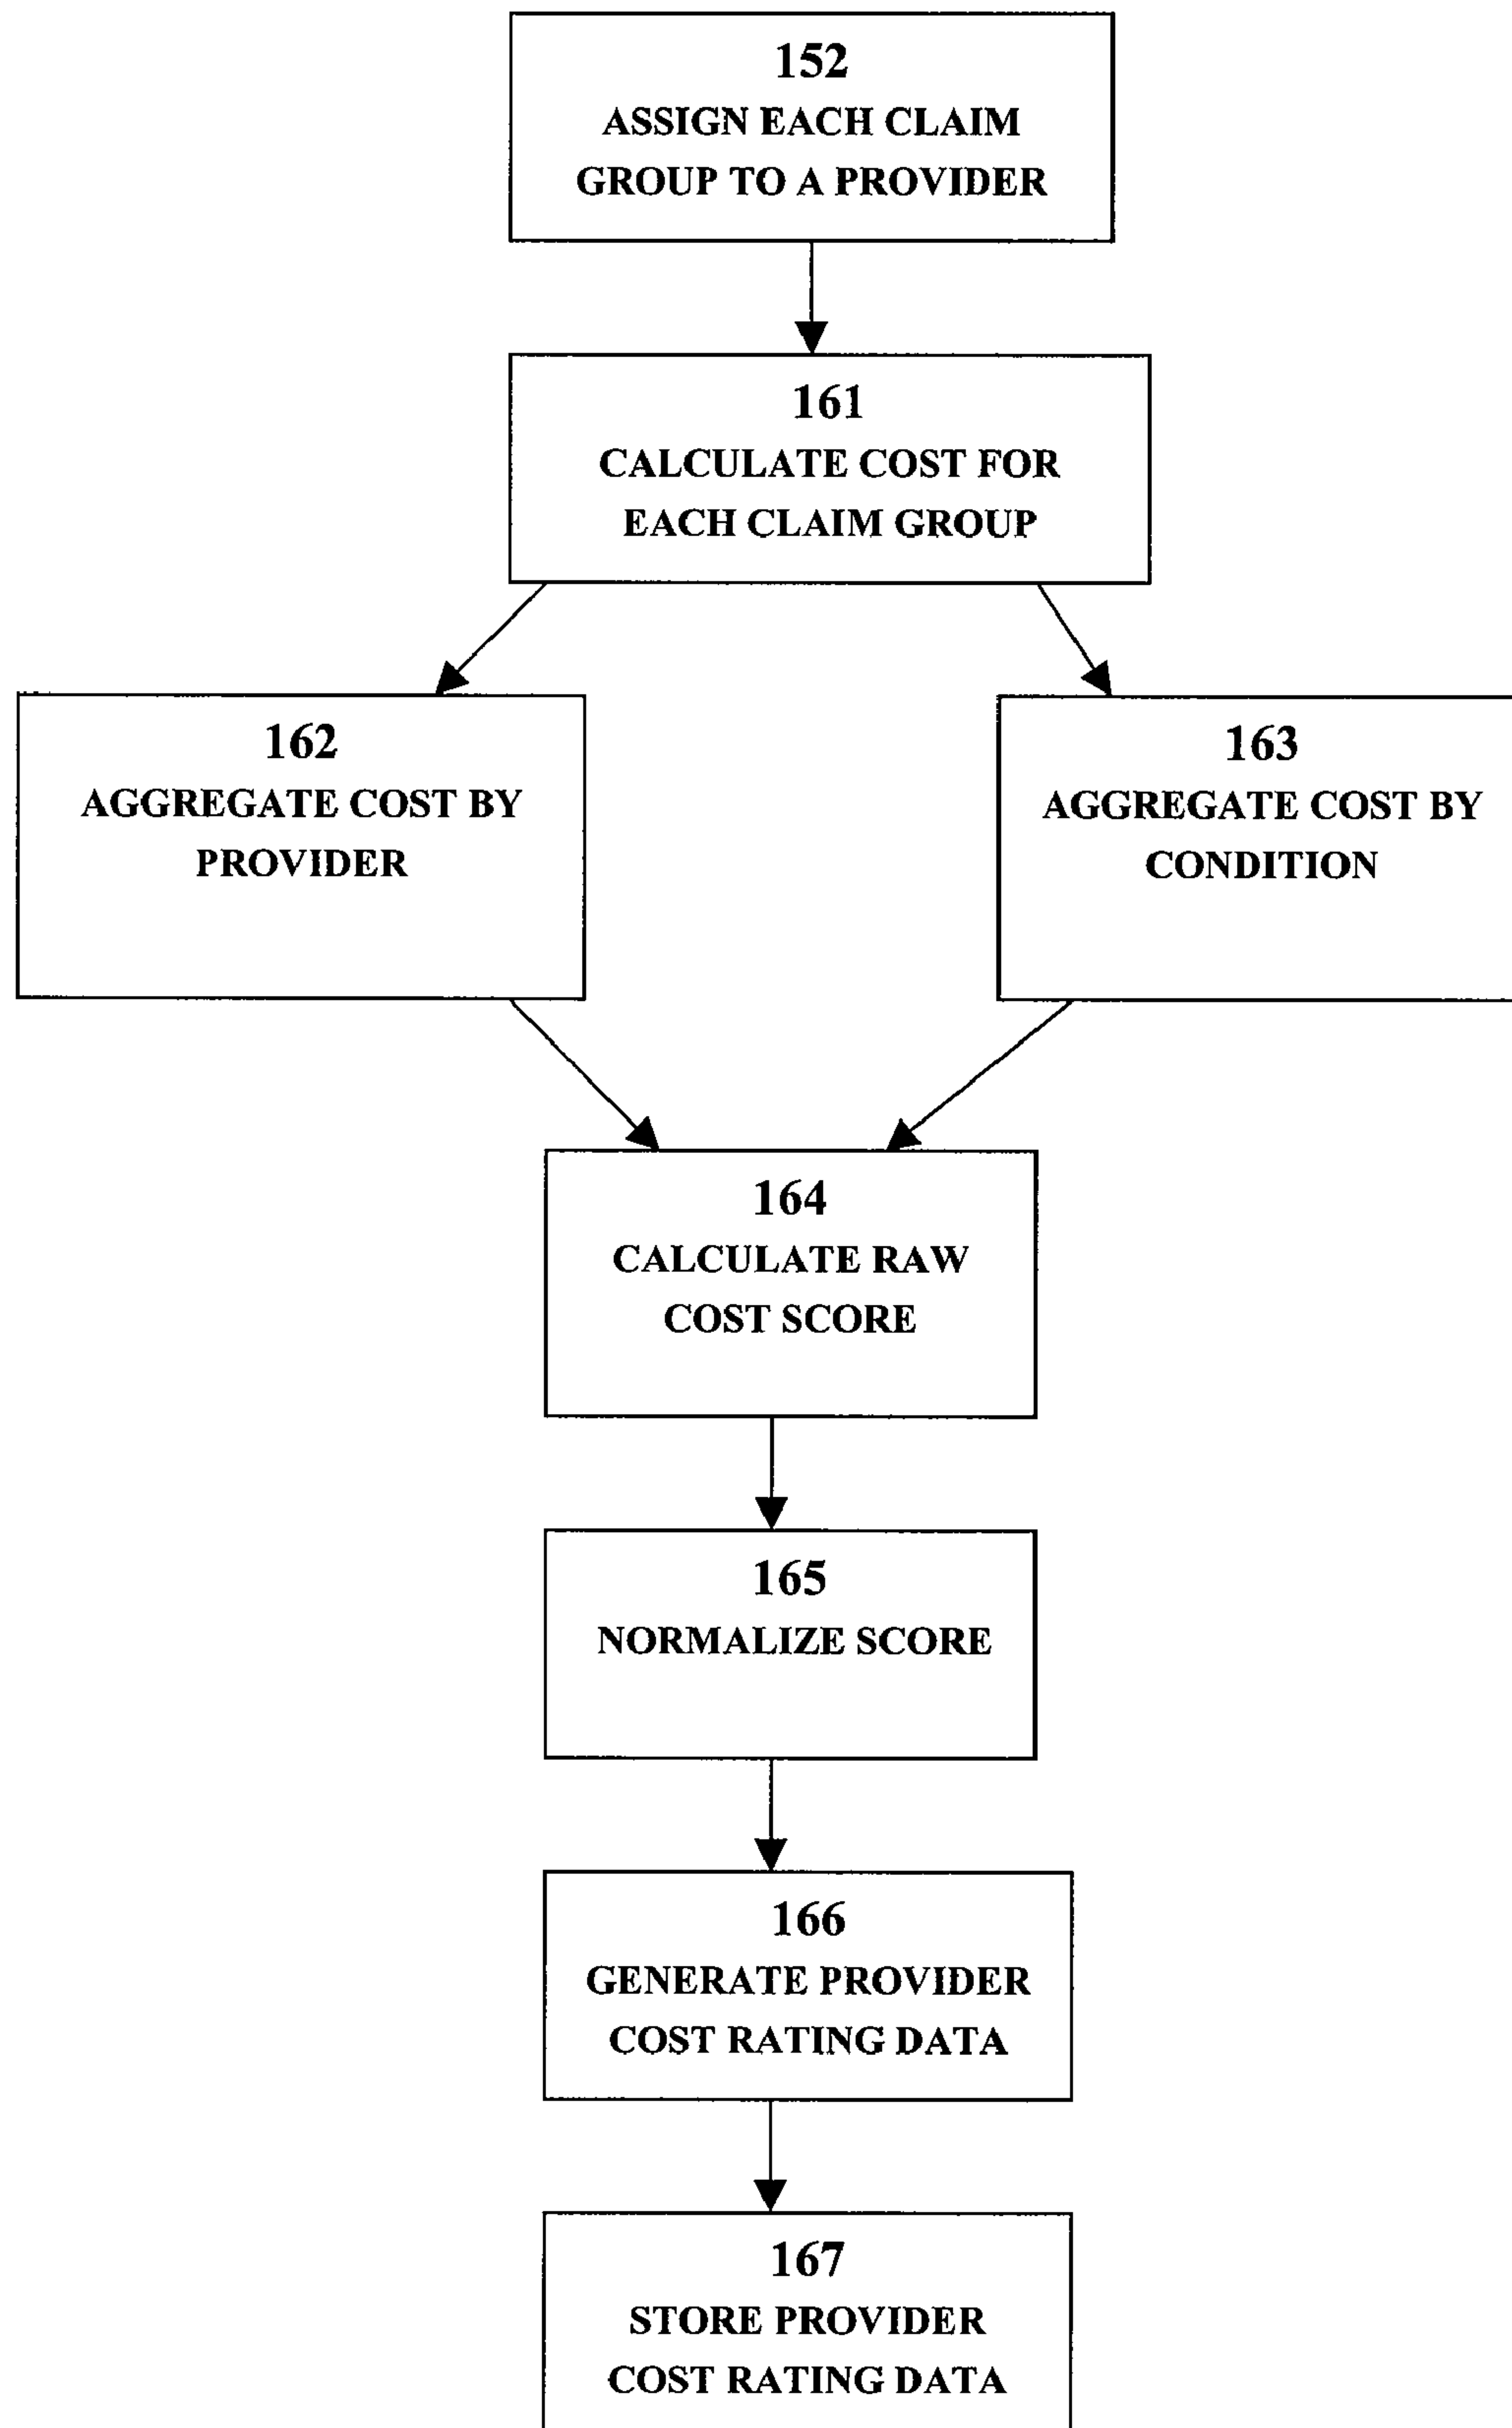 152
ASSIGN EACH CLAIM
GROUP TO A PROVIDER
161
CALCULATE COST FOR
EACH CLAIM GROUP
162
AGGREGATE COST BY
PROVIDER
163
AGGREGATE COST BY
CONDITION
164
CALCULATE RAW
COST SCORE
165
NORMALIZE SCORE
166
GENERATE PROVIDER
COST RATING DATA
167
STORE PROVIDER
COST RATING DATA